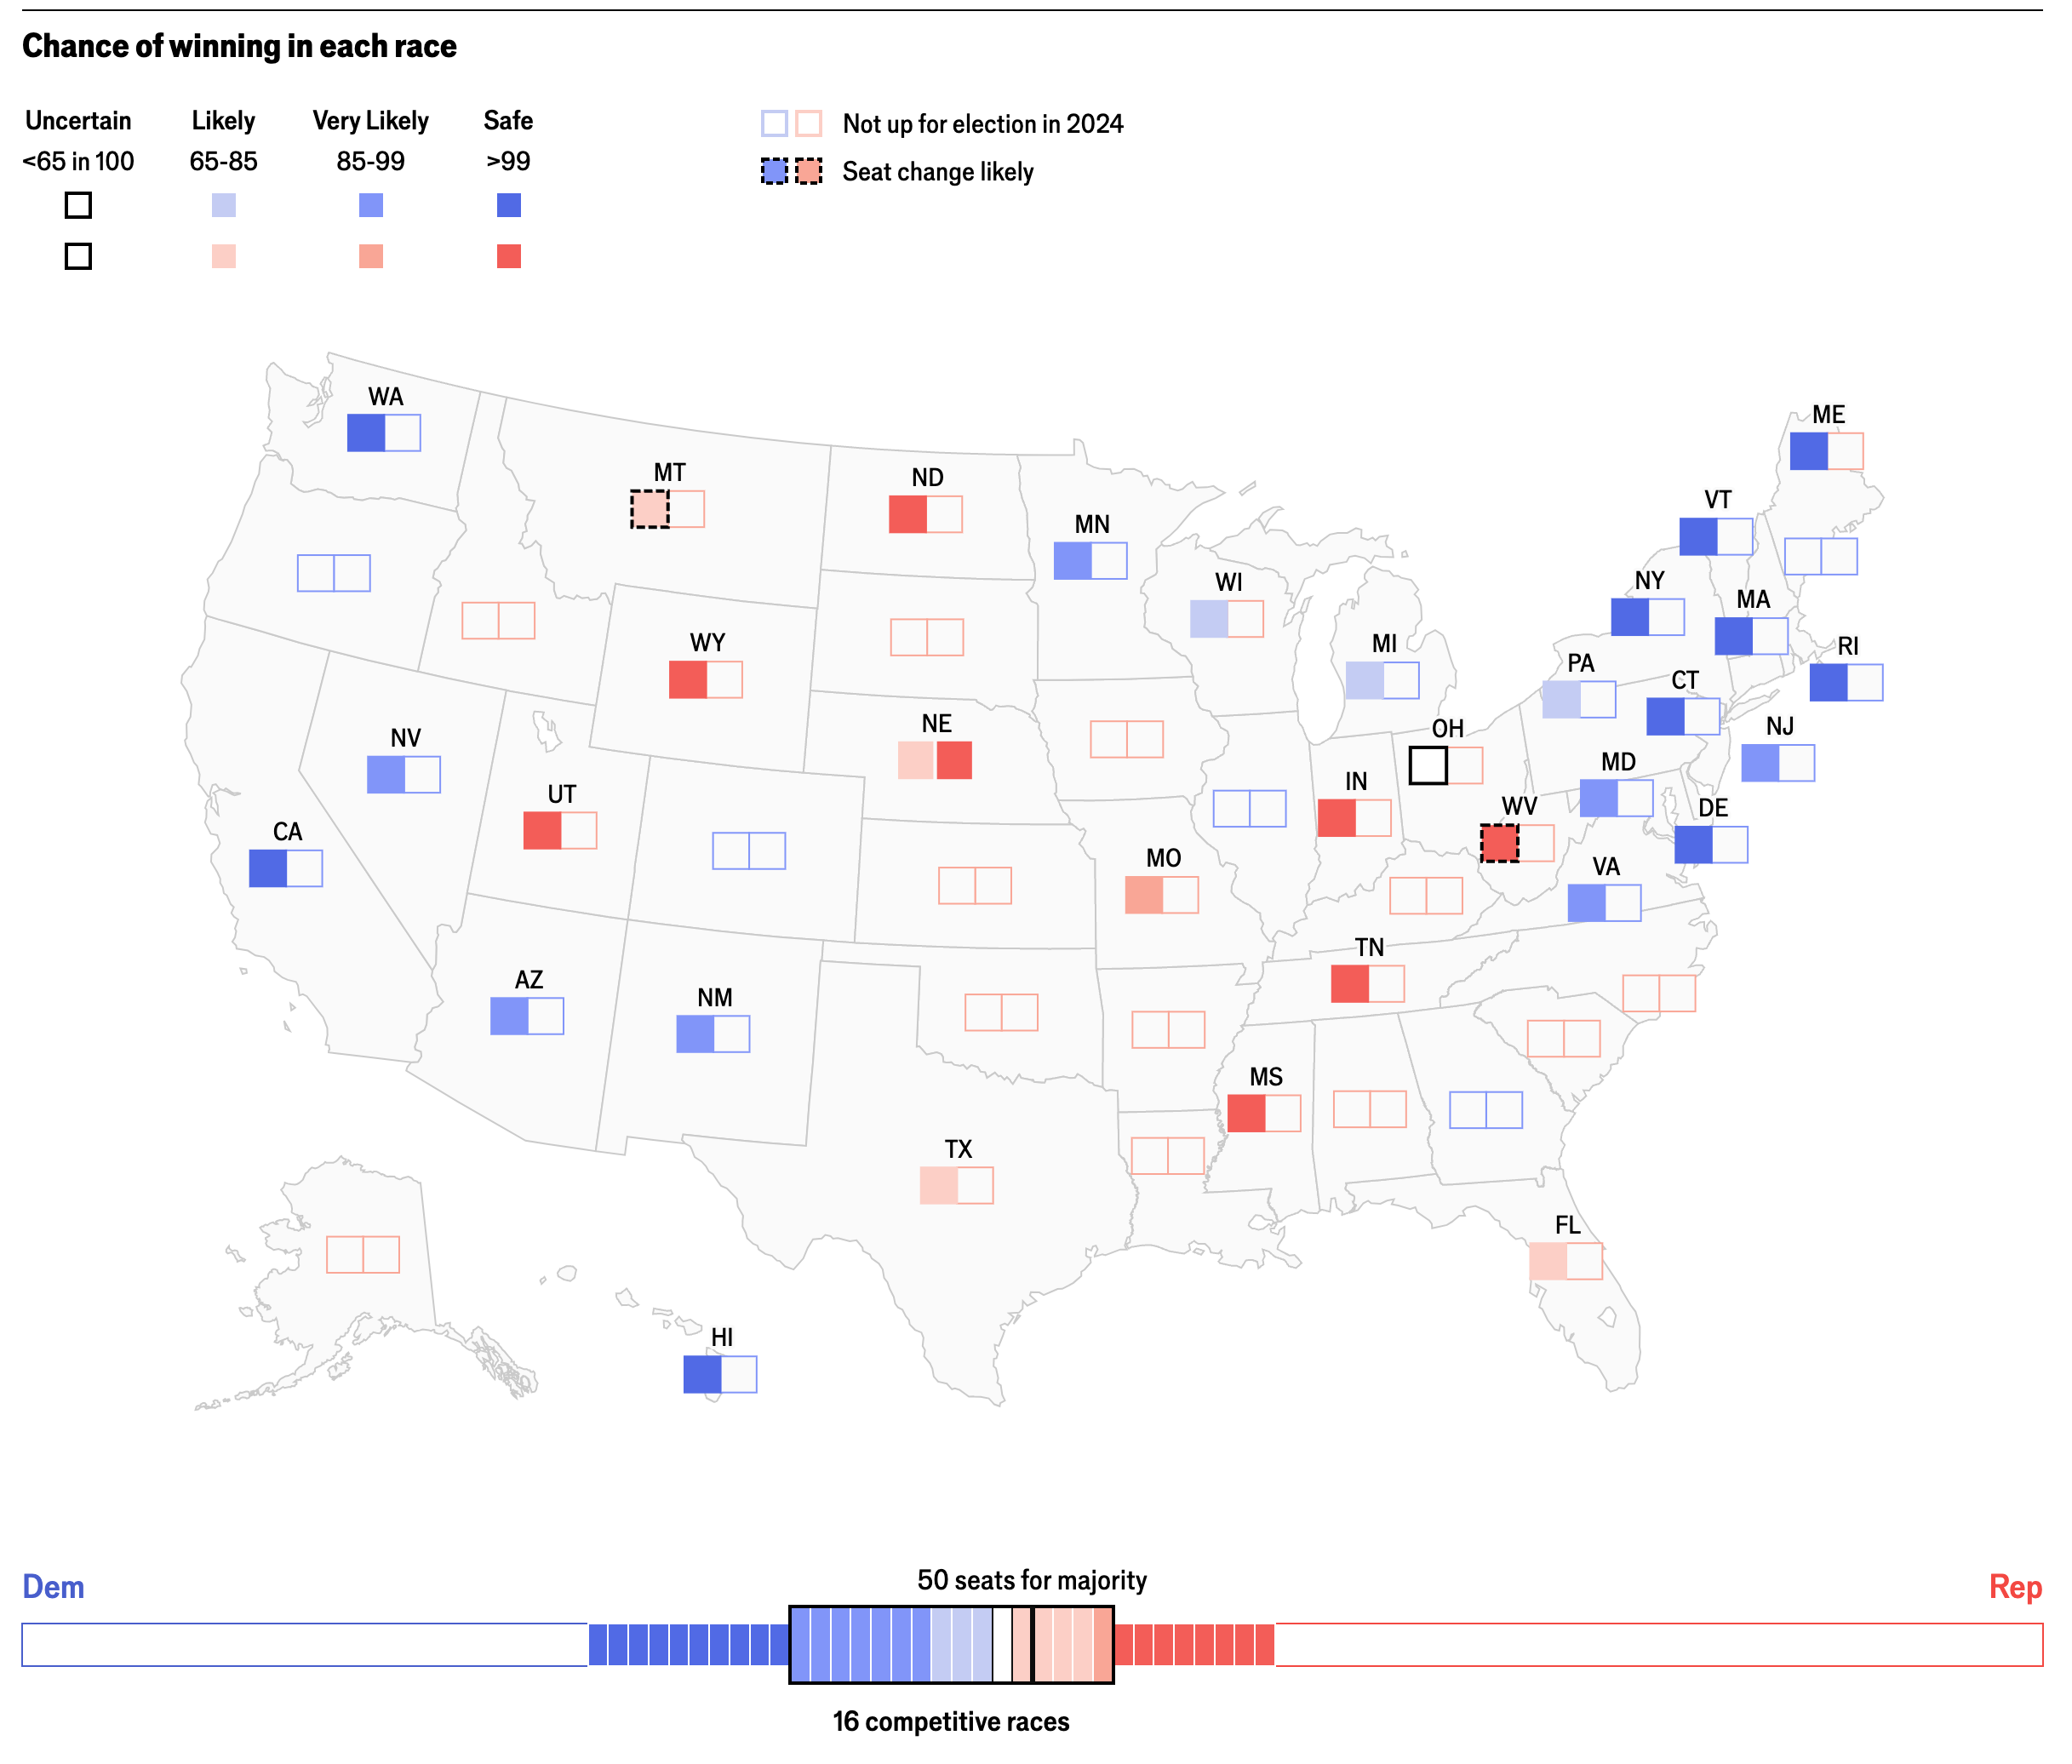 Chance of winning in each race
Uncertain Likely Very Likely Safe
<65 in 100 65-85 85-99 >99
Not up for election in 2024
Seat change likely
WA
ME
MT
ND
VT
MN
WI
NY
MA
WY
MI
RI
PA
CT
NE
NV
OH
NJ
UT
IN
MD
WV
DE
CA
MO
VA
TN
AZ
NM
MS
TX
FL
HI
Dem
50 seats for majority
Rep
16 competitive races